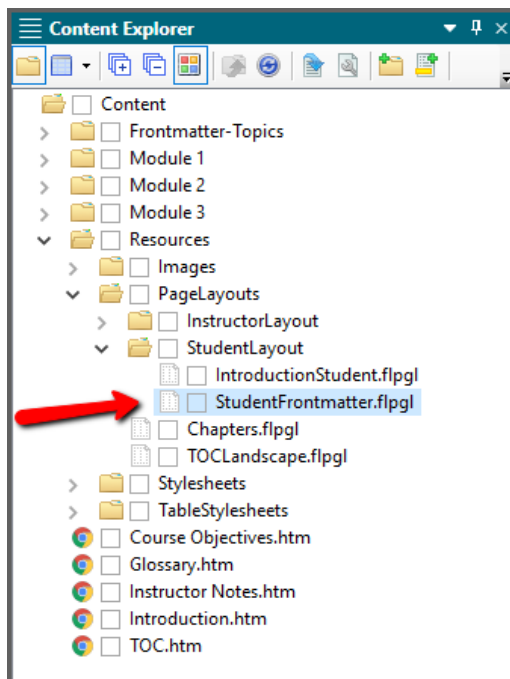 Content Explorer
Content
Frontmatter-Topics
Module 1
Module 2
Module 3
Resources
Images
PageLayouts
InstructorLayout
StudentLayout
IntroductionStudent.flpgl
StudentFrontmatter.flpgl
Chapters.flpgl
TOCLandscape.flpgl
Stylesheets
TableStylesheets
Course Objectives.htm
Glossary.htm
Instructor Notes.htm
Introduction.htm
TOC.htm